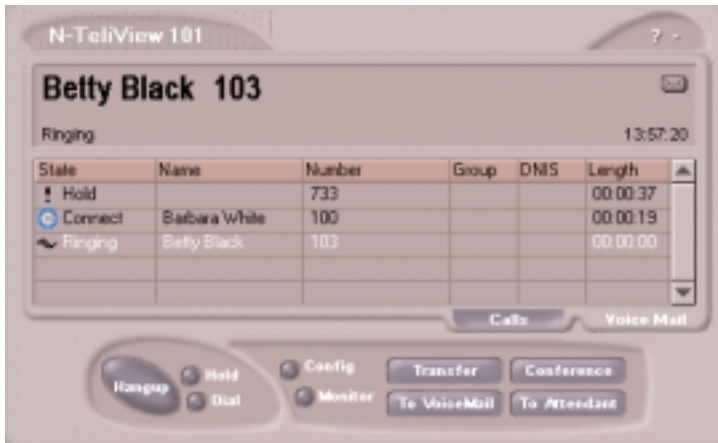 N-TeliView 101
? -
Betty Black 103
Ringing 13:57:20
State Name Number Group DNIS Length
! Hold 733 00:00:37
Connect Barbara White 100 00:00:19
Ringing Betty Black 103 00:00:00
Calls Voice Mail
Hangup Hold Dial
Config Monitor
Transfer Conference
To VoiceMail To Attendant